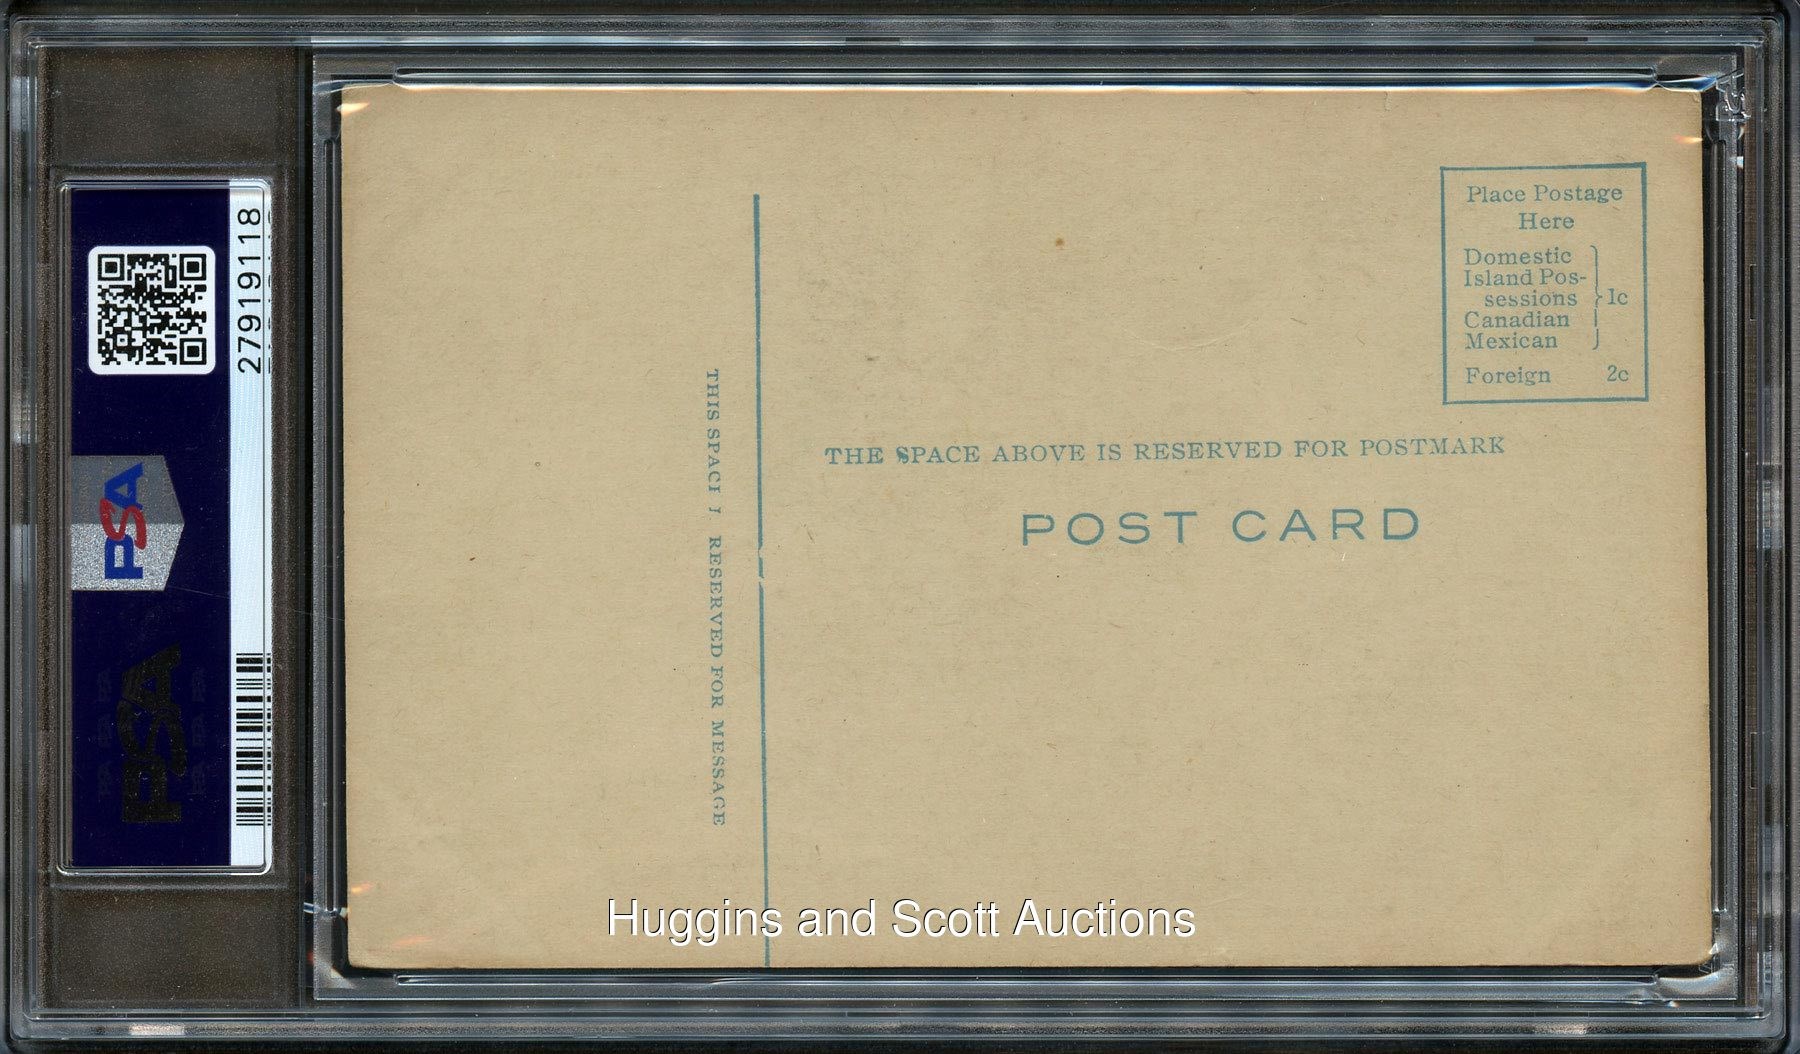 27919118
PSA
PSA
Place Postage
Here
Domestic
Island Pos-
sessions
Canadian
Mexican
1c
Foreign 2c
THE SPACE ABOVE IS RESERVED FOR POSTMARK
POST CARD
THIS SPACI I RESERVED FOR MESSAGE
Huggins and Scott Auctions